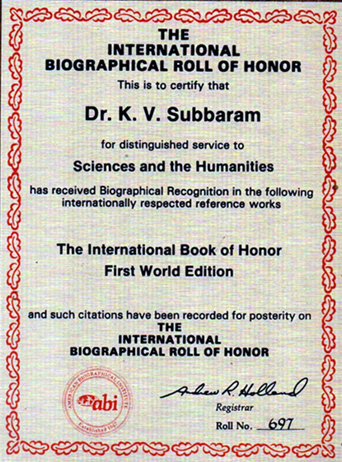 THE
INTERNATIONAL
BIOGRAPHICAL ROLL OF HONOR
This is to certify that
Dr. K. V. Subbaram
for distinguished service to
Sciences and the Humanities
has received Biographical Recognition in the following
internationally respected reference works
The International Book of Honor
First World Edition
and such citations have been recorded for posterity on
THE
INTERNATIONAL
BIOGRAPHICAL ROLL OF HONOR
AMERICAN BIOGRAPHICAL INSTITUTE
abi
Established 1967
Andrew R. Holland
Registrar
Roll No. 697